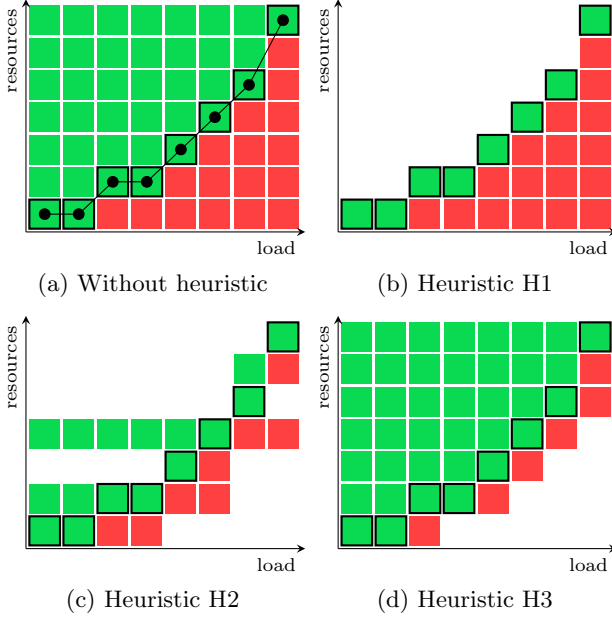 resources
load
(a) Without heuristic
load
(b) Heuristic H1
resources
load
(c) Heuristic H2
resources
load
(d) Heuristic H3
resources